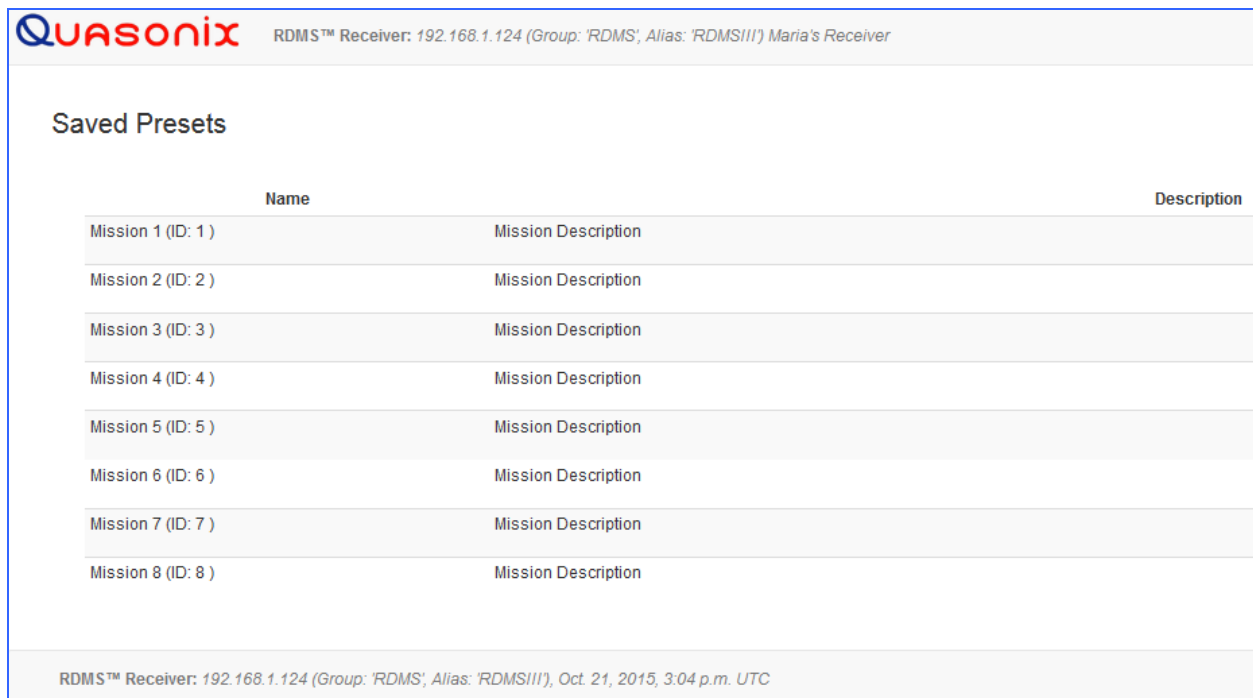 Quasonix RDMS™ Receiver: 192.168.1.124 (Group: 'RDMS', Alias: 'RDMSIII') Maria's Receiver
Saved Presets
Name Description
Mission 1 (ID: 1 ) Mission Description
Mission 2 (ID: 2 ) Mission Description
Mission 3 (ID: 3 ) Mission Description
Mission 4 (ID: 4 ) Mission Description
Mission 5 (ID: 5 ) Mission Description
Mission 6 (ID: 6 ) Mission Description
Mission 7 (ID: 7 ) Mission Description
Mission 8 (ID: 8 ) Mission Description
RDMS™ Receiver: 192.168.1.124 (Group: 'RDMS', Alias: 'RDMSIII'), Oct. 21, 2015, 3:04 p.m. UTC